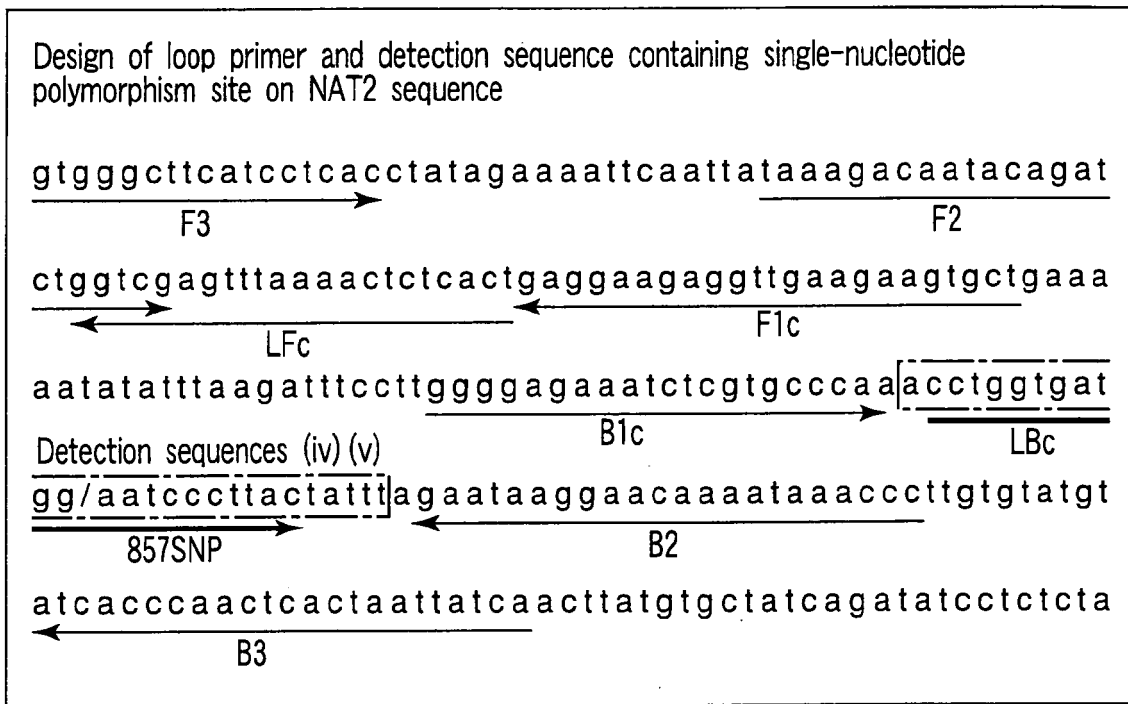 Design of loop primer and detection sequence containing single-nucleotide
polymorphism site on NAT2 sequence
gtgggcttcatcctcacctatagaaaattcaattataaagacaatacagat
F3 F2
ctggtcgagtttaaaactctcactgaggaagaggttgaagaagtgctgaaa
LFc F1c
aatatatttaagatttccttggggagaaatctcgtgcccaaacctggtgat
B1c LBc
Detection sequences (iv) (v)
gg/aatcccttactatttagaataaggaacaaaataaacccttgtgtatgt
857SNP B2
atcacccaactcactaattatcaacttatgtgctatcagatatcctctcta
B3